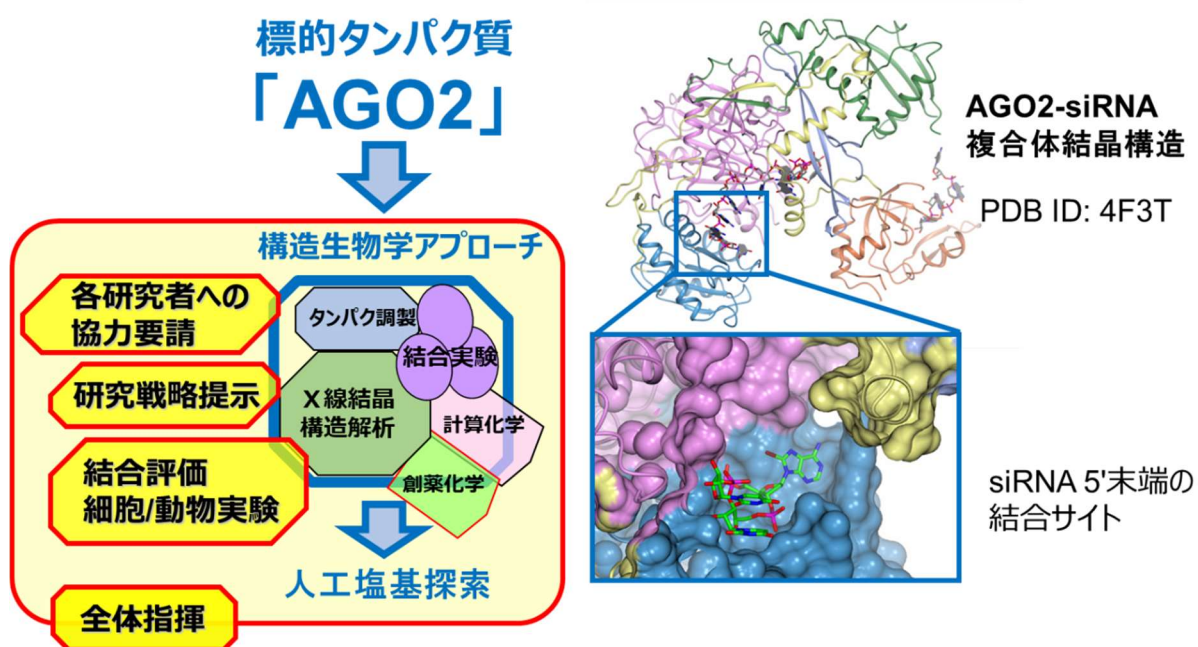 標的タンパク質
「AGO2」
構造生物学アプローチ
各研究者への
協力要請
研究戦略提示
結合評価
細胞/動物実験
全体指揮
タンパク調製
結合実験
X線結晶
構造解析
計算化学
創薬化学
人工塩基探索
AGO2-siRNA
複合体結晶構造
PDB ID: 4F3T
siRNA 5'末端の
結合サイト